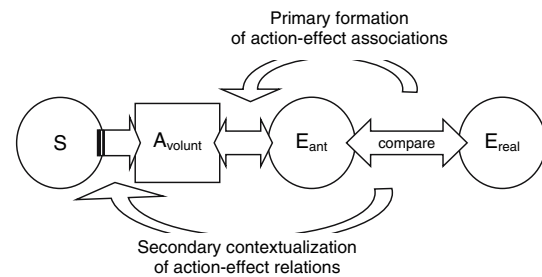 Primary formation
of action-effect associations
S
A_volunt
E_ant
compare
E_real
Secondary contextualization
of action-effect relations